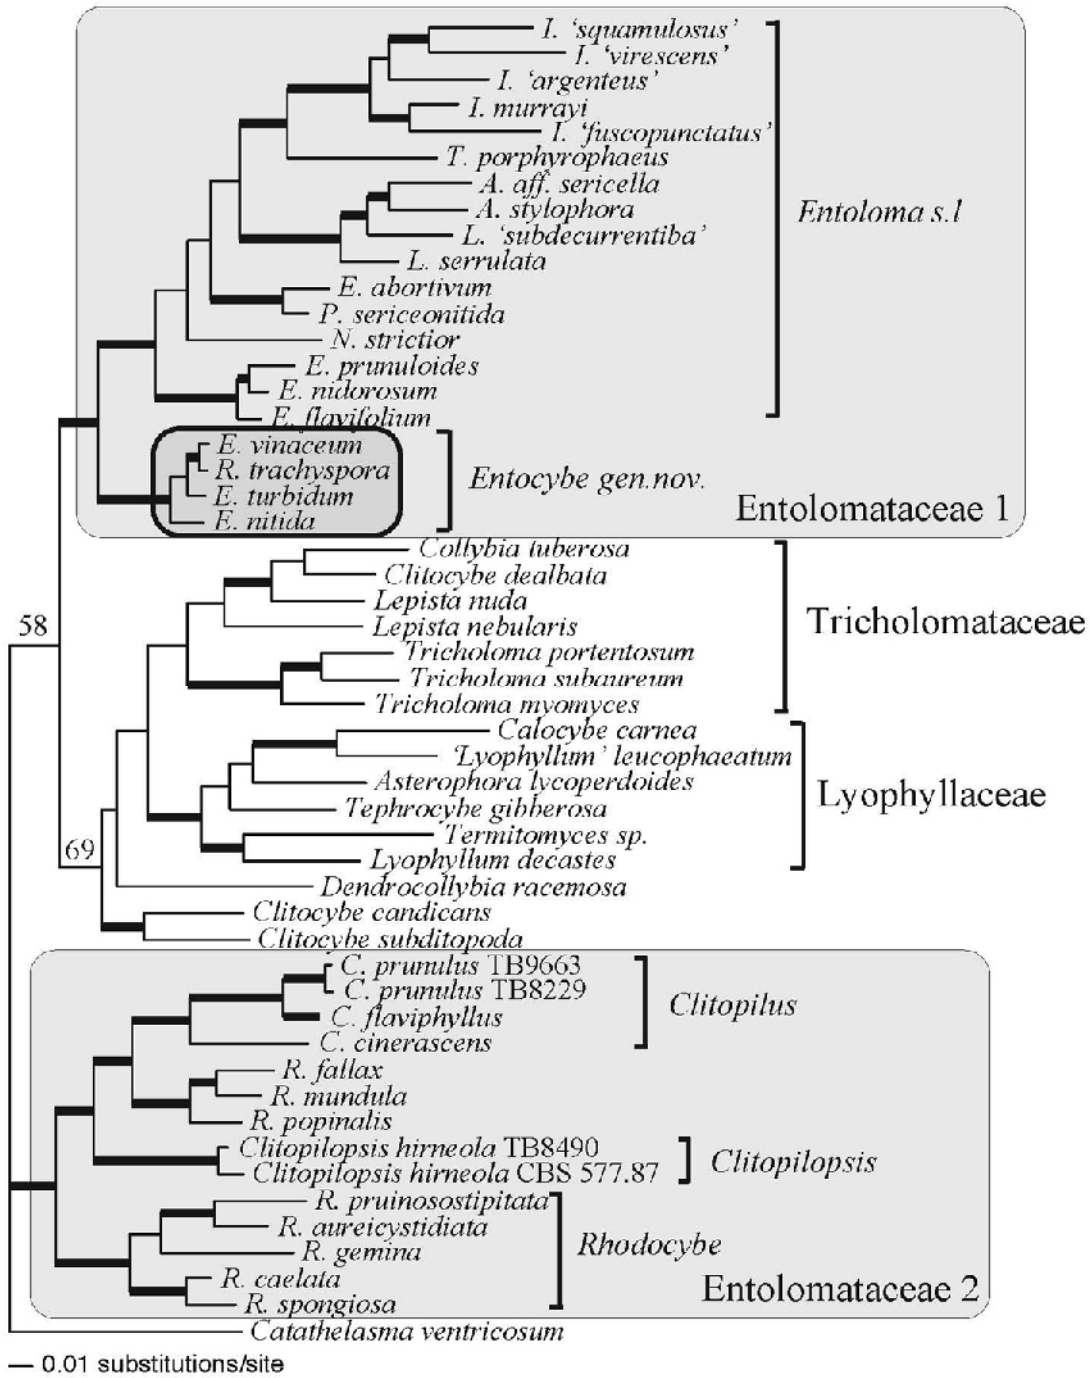 I. ‘squamulosus’
I. ‘virescens’
I. ‘argenteus’
I. murrayi
I. ‘fuscopunctatus’
T. porphyrophaeus
A. aff. sericella
A. stylophora
L. ‘subdecurrentiba’
L. serrulata
E. abortivum
P. sericeonitida
N. strictior
E. prunuloides
E. nidorosum
E. flavifolium
Entoloma s.l
E. vinaceum
R. trachyspora
E. turbidum
E. nitida
Entocybe gen.nov.
Entolomataceae 1
Collybia tuberosa
Clitocybe dealbata
Lepista nuda
Lepista nebularis
Tricholoma portentosum
Tricholoma subaureum
Tricholoma myomyces
Tricholomataceae
58
Calocybe carnea
‘Lyophyllum’ leucophaeatum
Asterophora lycoperdoides
Tephrocybe gibberosa
Termitomyces sp.
Lyophyllum decastes
Lyophyllaceae
69
Dendrocollybia racemosa
Clitocybe candicans
Clitocybe subditopoda
C. prunulus TB9663
C. prunulus TB8229
C. flaviphyllus
C. cinerascens
Clitopilus
R. fallax
R. mundula
R. popinalis
Clitopilopsis hirneola TB8490
Clitopilopsis hirneola CBS 577.87
Clitopilopsis
R. pruinosostipitata
R. aureicystidiata
R. gemina
R. caelata
R. spongiosa
Rhodocybe
Entolomataceae 2
Catathelasma ventricosum
0.01 substitutions/site